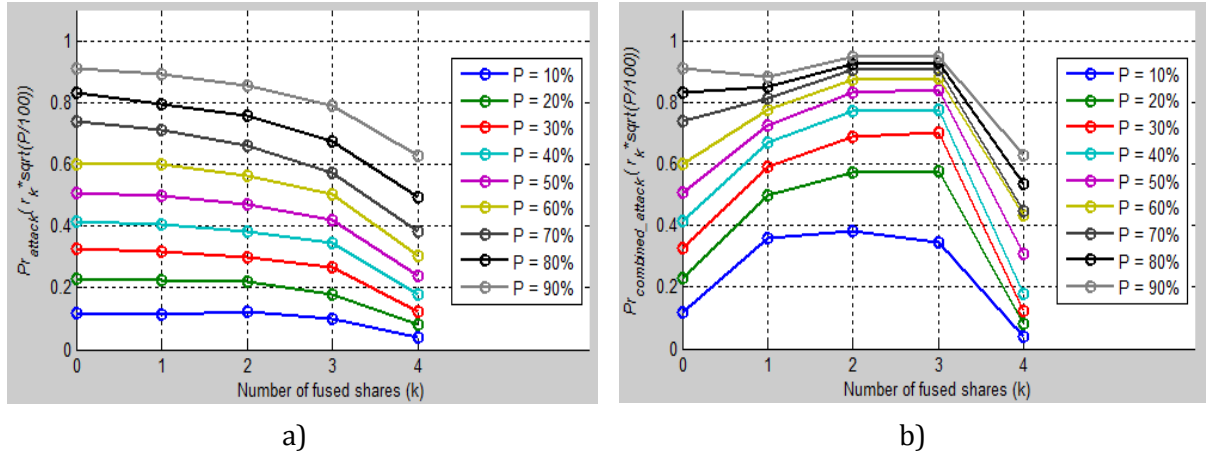 Pr_attack( r_k*sqrt(P/100))
1
0.8
0.6
0.4
0.2
0
0 1 2 3 4
Number of fused shares (k)
P = 10%
P = 20%
P = 30%
P = 40%
P = 50%
P = 60%
P = 70%
P = 80%
P = 90%
a)
Pr_combined_attack( r_k*sqrt(P/100))
1
0.8
0.6
0.4
0.2
0
0 1 2 3 4
Number of fused shares (k)
P = 10%
P = 20%
P = 30%
P = 40%
P = 50%
P = 60%
P = 70%
P = 80%
P = 90%
b)